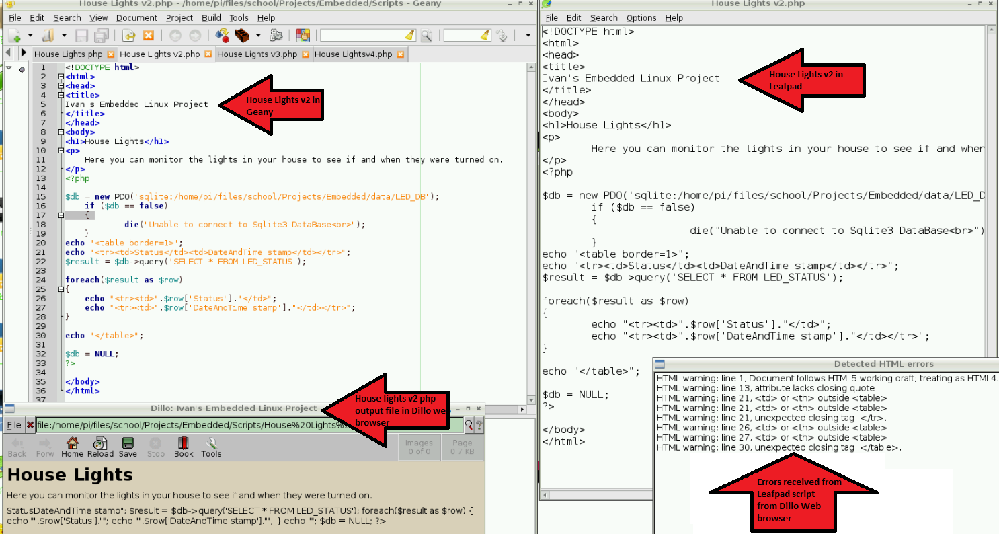 House Lights v2.php - /home/pi/files/school/Projects/Embedded/Scripts - Geany
File Edit Search View Document Project Build Tools Help
House Lights.php House Lights v2.php House Lights v3.php House Lightsv4.php
1 <!DOCTYPE html>
2 <html>
3 <head>
4 <title>
5 Ivan's Embedded Linux Project
6 </title>
7 </head>
8 <body>
9 <h1>House Lights</h1>
10 <p>
11 Here you can monitor the lights in your house to see if and when they were turned on.
12 </p>
13 <?php
14
15 $db = new PDO('sqlite:/home/pi/files/school/Projects/Embedded/data/LED_DB');
16 if ($db == false)
17 {
18 die("Unable to connect to Sqlite3 DataBase<br>");
19 }
20 echo "<table border=1>";
21 echo "<tr><td>Status</td><td>DateAndTime stamp</td></tr>";
22 $result = $db->query('SELECT * FROM LED_STATUS');
23
24 foreach($result as $row)
25 {
26 echo "<tr><td>".$row['Status']."</td>";
27 echo "<tr><td>".$row['DateAndTime stamp']."</td></tr>";
28 }
29
30 echo "</table>";
31
32 $db = NULL;
33 ?>
34
35 </body>
36 </html>
37
House Lights v2 in
Geany
Dillo: Ivan's Embedded Linux Project
File file:/home/pi/files/school/Projects/Embedded/Scripts/House%20Lights%
Back Forw Home Reload Save Stop Book Tools
Images
0 of 0
Page
0.7 KB
House Lights
Here you can monitor the lights in your house to see if and when they were turned on.
StatusDateAndTime stamp"; $result = $db->query('SELECT * FROM LED_STATUS'); foreach($result as $row) {
echo "".$row['Status'].""; echo "".$row['DateAndTime stamp'].""; } echo ""; $db = NULL; ?>
House lights v2 php
output file in Dillo web
browser
House Lights v2.php
File Edit Search Options Help
<!DOCTYPE html>
<html>
<head>
<title>
Ivan's Embedded Linux Project
</title>
</head>
<body>
<h1>House Lights</h1>
<p>
Here you can monitor the lights in your house to see if and when
</p>
<?php
$db = new PDO('sqlite:/home/pi/files/school/Projects/Embedded/data/LED_D
if ($db == false)
{
die("Unable to connect to Sqlite3 DataBase<br>")
}
echo "<table border=1>";
echo "<tr><td>Status</td><td>DateAndTime stamp</td></tr>";
$result = $db->query('SELECT * FROM LED_STATUS');
foreach($result as $row)
{
echo "<tr><td>".$row['Status']."</td>";
echo "<tr><td>".$row['DateAndTime stamp']."</td></tr>";
}
echo "</table>";
$db = NULL;
?>
</body>
</html>
House Lights v2 in
Leafpad
Detected HTML errors
HTML warning: line 1, Document follows HTML5 working draft; treating as HTML4.
HTML warning: line 13, attribute lacks closing quote
HTML warning: line 21, <td> or <th> outside <table>
HTML warning: line 21, <td> or <th> outside <table>
HTML warning: line 21, unexpected closing tag: </tr>.
HTML warning: line 26, <td> or <th> outside <table>
HTML warning: line 27, <td> or <th> outside <table>
HTML warning: line 30, unexpected closing tag: </table>.
Errors received from
Leafpad script
from Dillo Web
browser